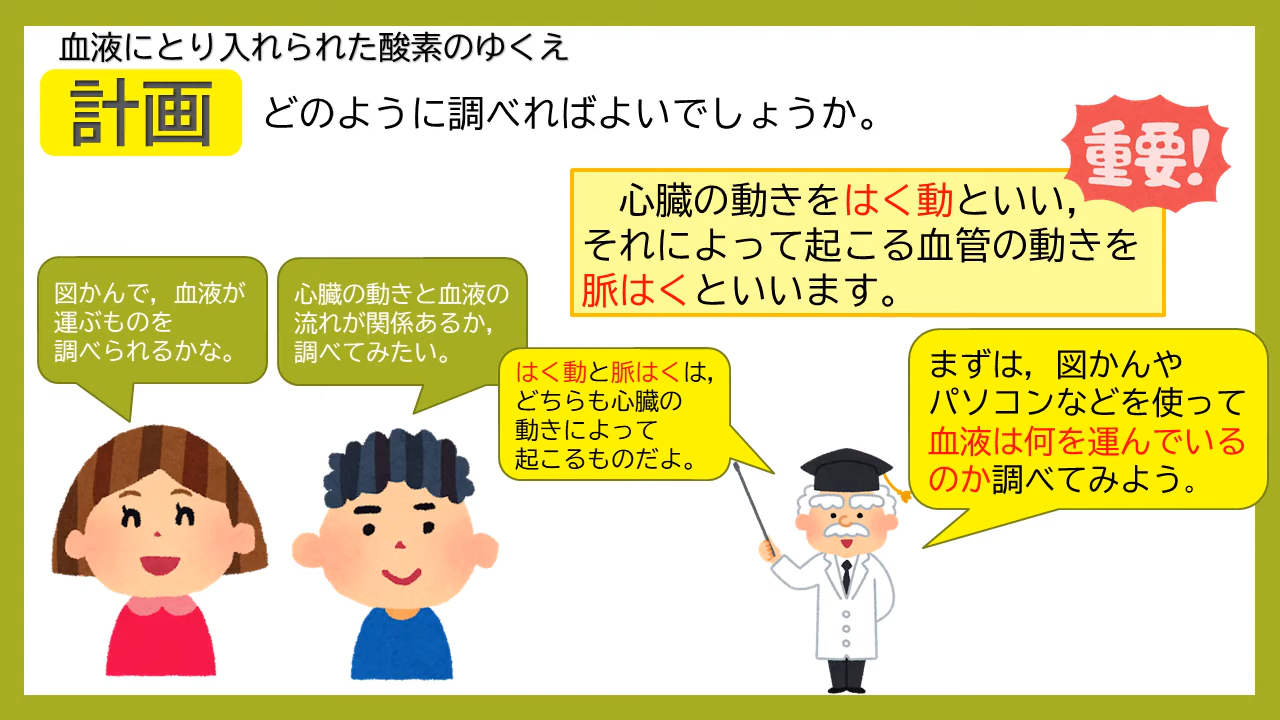 血液にとり入れられた酸素のゆくえ
計画
どのように調べればよいでしょうか。
重要!
心臓の動きをはく動といい，
それによって起こる血管の動きを
脈はくといいます。
図かんで，血液が
運ぶものを
調べられるかな。
心臓の動きと血液の
流れが関係あるか，
調べてみたい。
はく動と脈はくは，
どちらも心臓の
動きによって
起こるものだよ。
まずは，図かんや
パソコンなどを使って
血液は何を運んでいる
のか調べてみよう。